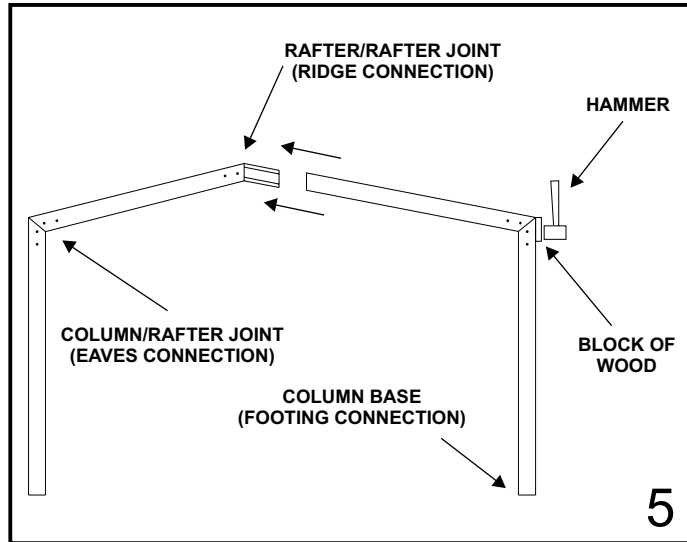 RAFTER/RAFTER JOINT
(RIDGE CONNECTION)
HAMMER
COLUMN/RAFTER JOINT
(EAVES CONNECTION)
BLOCK OF
WOOD
COLUMN BASE
(FOOTING CONNECTION)
5